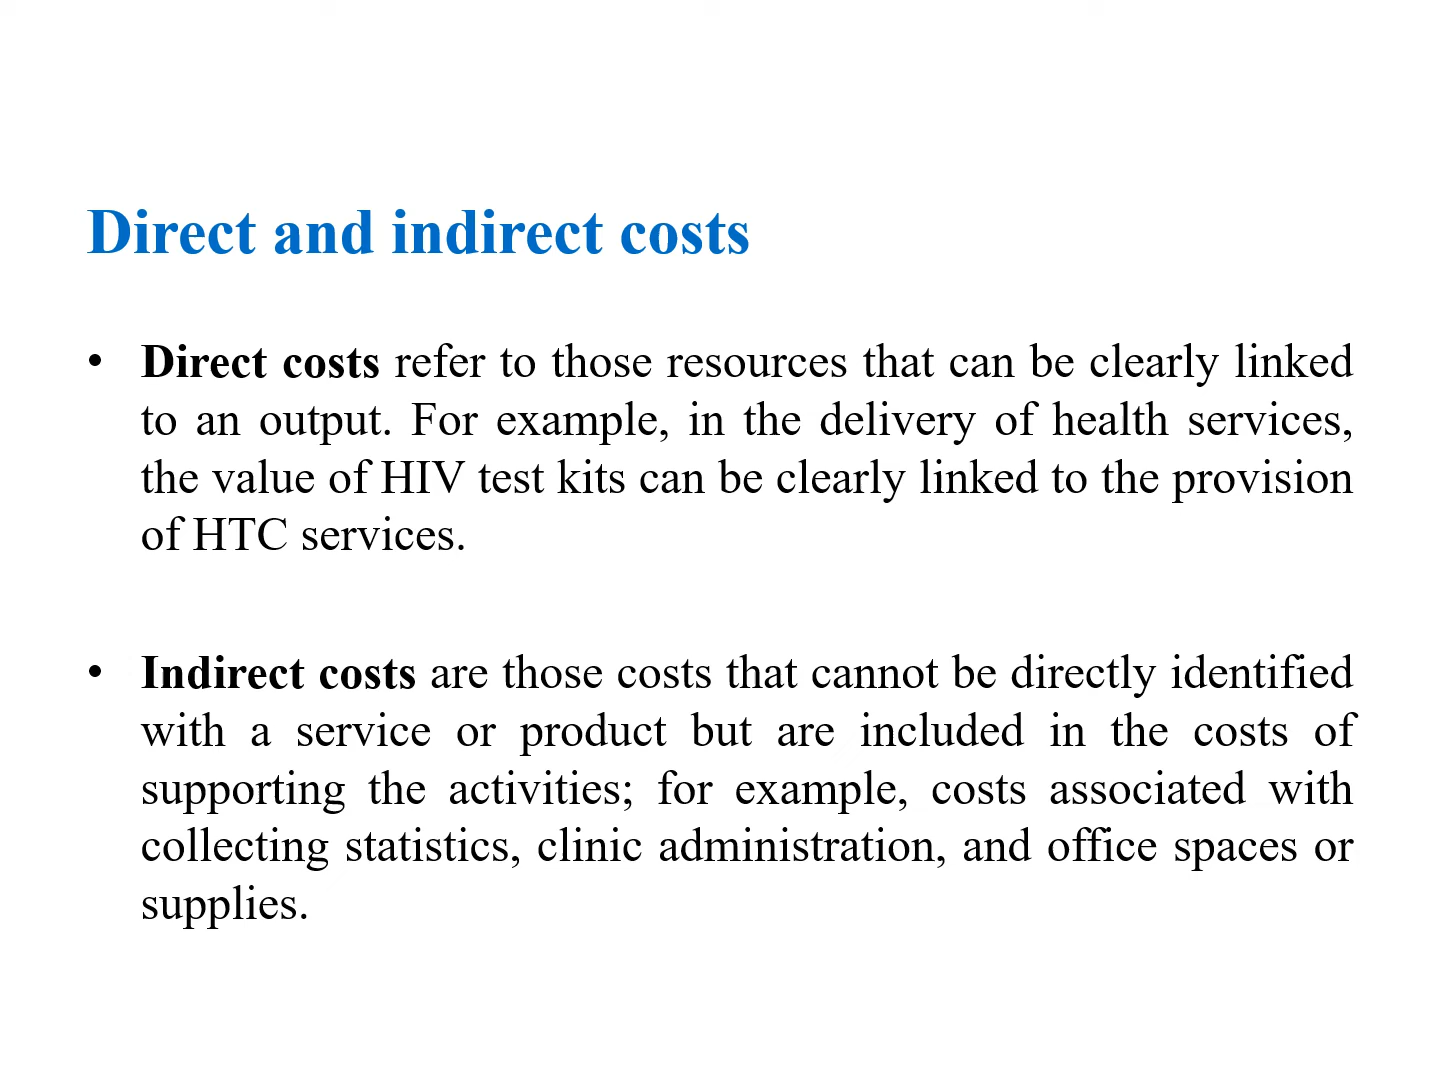 Direct and indirect costs
• Direct costs refer to those resources that can be clearly linked
to an output. For example, in the delivery of health services,
the value of HIV test kits can be clearly linked to the provision
of HTC services.
• Indirect costs are those costs that cannot be directly identified
with a service or product but are included in the costs of
supporting the activities; for example, costs associated with
collecting statistics, clinic administration, and office spaces or
supplies.